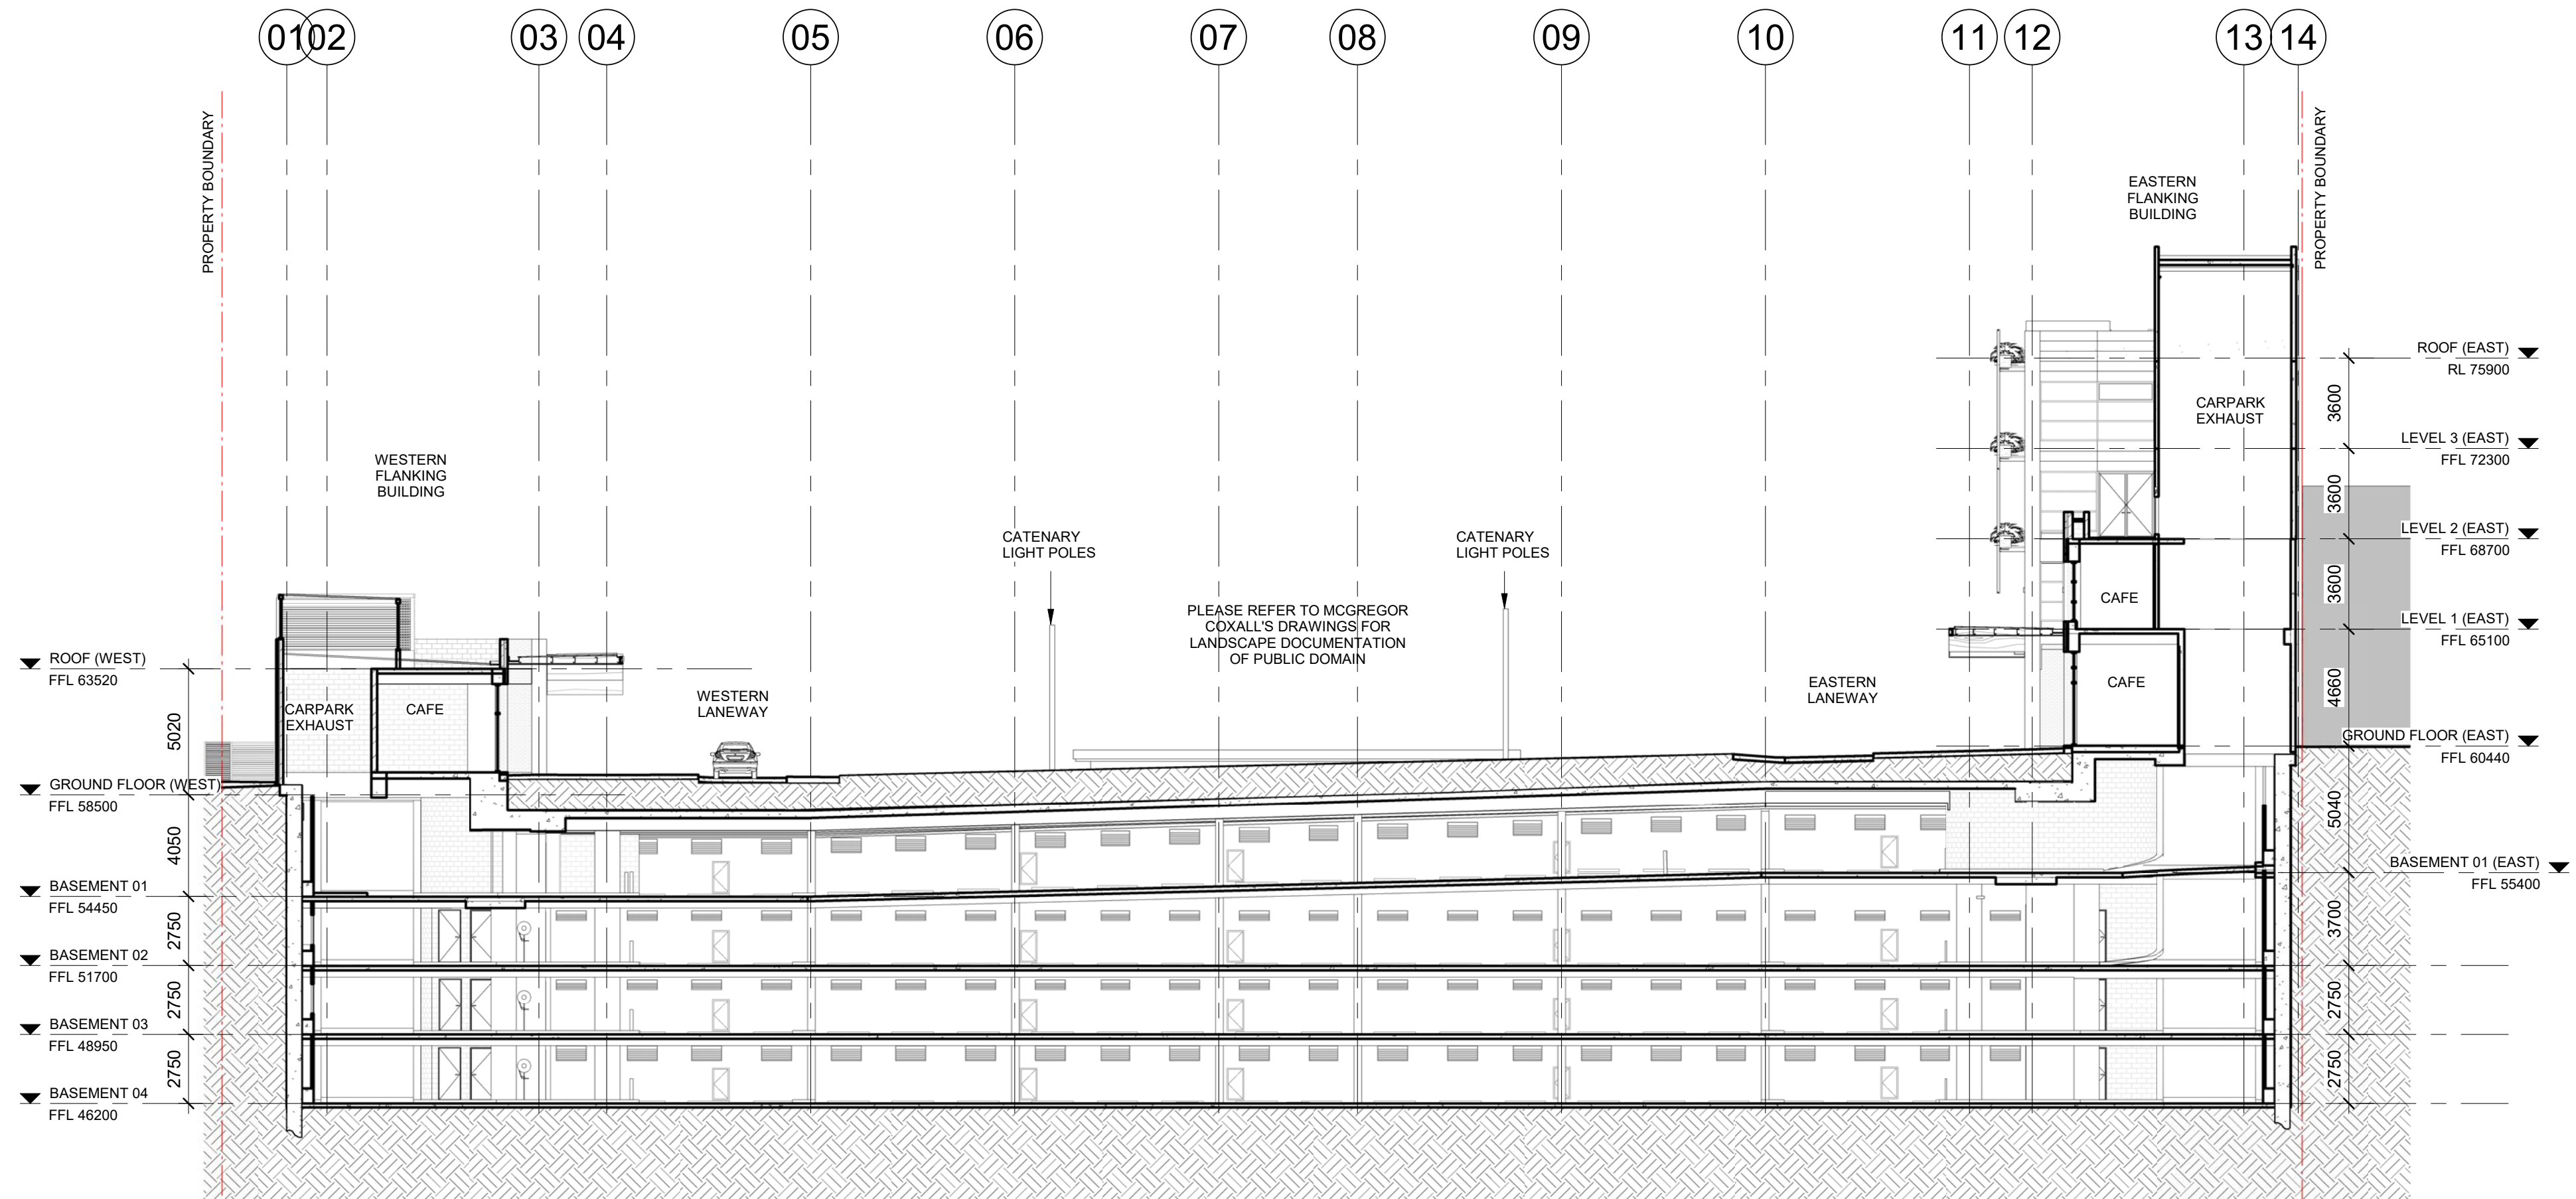 01
02
03
04
05
06
07
08
09
10
11
12
13
14
PROPERTY BOUNDARY
PROPERTY BOUNDARY
EASTERN
FLANKING
BUILDING
WESTERN
FLANKING
BUILDING
CARPARK
EXHAUST
CATENARY
LIGHT POLES
CATENARY
LIGHT POLES
PLEASE REFER TO MCGREGOR
COXALL'S DRAWINGS FOR
LANDSCAPE DOCUMENTATION
OF PUBLIC DOMAIN
CAFE
CAFE
CARPARK
EXHAUST
CAFE
WESTERN
LANEWAY
EASTERN
LANEWAY
ROOF (WEST)
FFL 63520
5020
GROUND FLOOR (WEST)
FFL 58500
4050
BASEMENT 01
FFL 54450
2750
BASEMENT 02
FFL 51700
2750
BASEMENT 03
FFL 48950
2750
BASEMENT 04
FFL 46200
ROOF (EAST)
RL 75900
3600
LEVEL 3 (EAST)
FFL 72300
3600
LEVEL 2 (EAST)
FFL 68700
3600
LEVEL 1 (EAST)
FFL 65100
4660
GROUND FLOOR (EAST)
FFL 60440
5040
BASEMENT 01 (EAST)
FFL 55400
3700
2750
2750